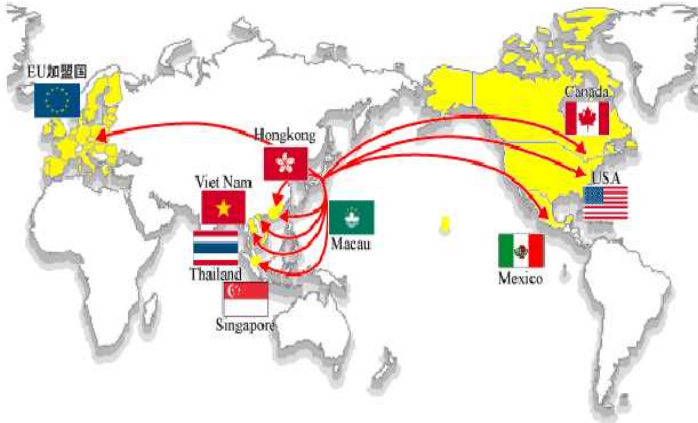 EU加盟国
Canada
Hongkong
Viet Nam
USA
Macau
Thailand
Mexico
Singapore